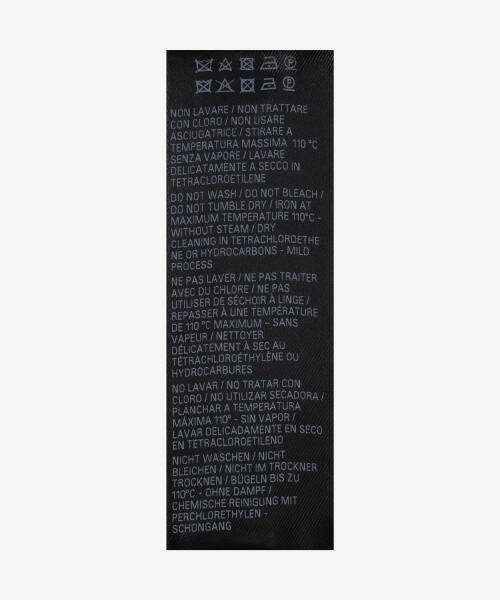 NON LAVARE / NON TRATTARE
CON CLORO / NON USARE
ASCIUGATRICE / STIRARE A
TEMPERATURA MASSIMA 110 °C
SENZA VAPORE / LAVARE
DELICATAMENTE A SECCO IN
TETRACLOROETILENE
DO NOT WASH / DO NOT BLEACH /
DO NOT TUMBLE DRY / IRON AT
MAXIMUM TEMPERATURE 110°C -
WITHOUT STEAM / DRY
CLEANING IN TETRACHLOROETHE
NE OR HYDROCARBONS - MILD
PROCESS
NE PAS LAVER / NE PAS TRAITER
AVEC DU CHLORE / NE PAS
UTILISER DE SÉCHOIR À LINGE /
REPASSER À UNE TEMPÉRATURE
DE 110 °C MAXIMUM – SANS
VAPEUR / NETTOYER
DÉLICATEMENT À SEC AU
TÉTRACHLOROÉTHYLÈNE OU
HYDROCARBURES
NO LAVAR / NO TRATAR CON
CLORO / NO UTILIZAR SECADORA /
PLANCHAR A TEMPERATURA
MÁXIMA 110° - SIN VAPOR /
LAVAR DELICADAMENTE EN SECO
EN TETRACLOROETILENO
NICHT WASCHEN / NICHT
BLEICHEN / NICHT IM TROCKNER
TROCKNEN / BÜGELN BIS ZU
110°C - OHNE DAMPF /
CHEMISCHE REINIGUNG MIT
PERCHLORETHYLEN -
SCHONGANG